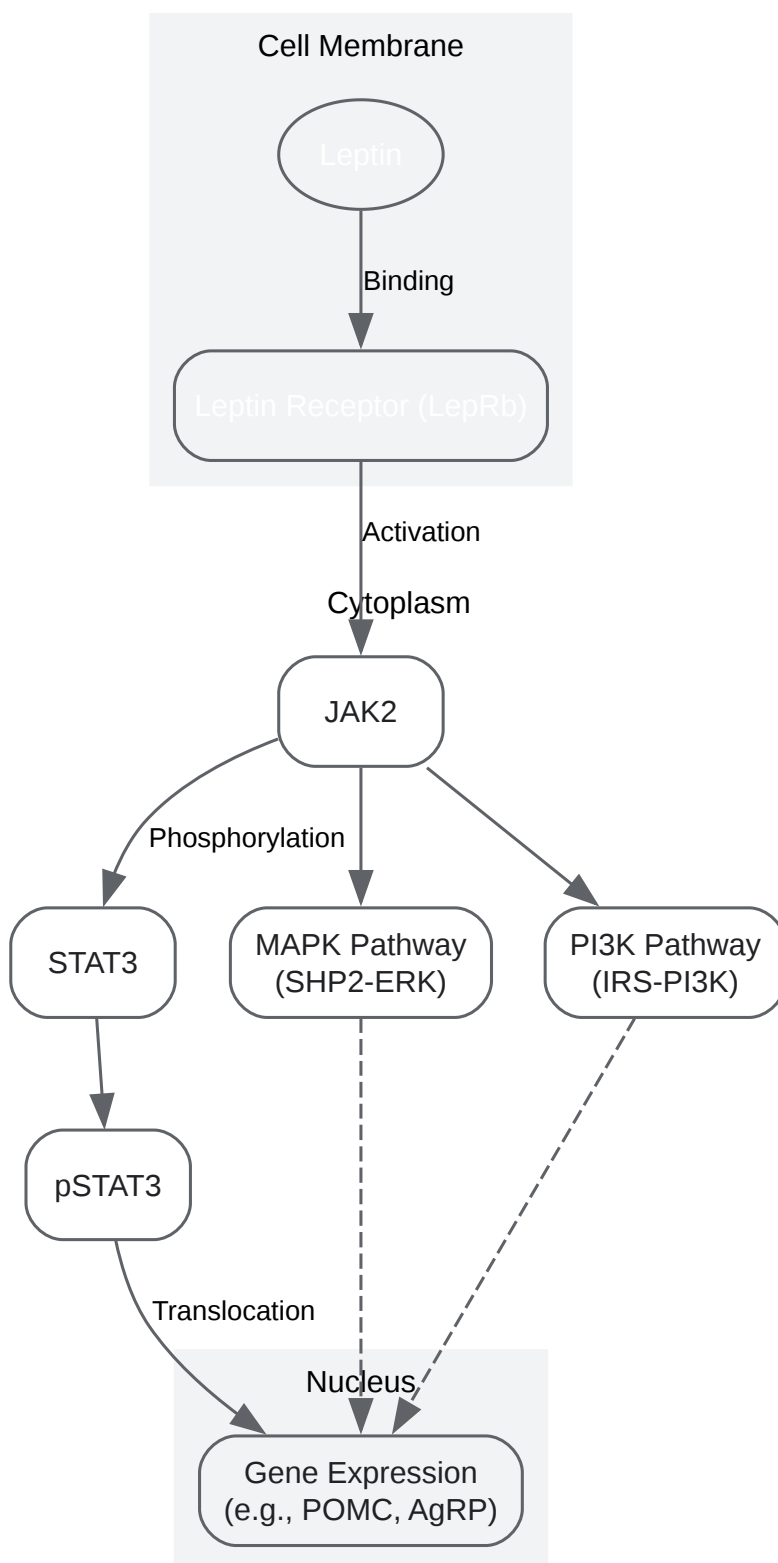 Cell Membrane
Leptin
Binding
Leptin Receptor (LepRb)
Activation
Cytoplasm
JAK2
Phosphorylation
STAT3
MAPK Pathway
(SHP2-ERK)
PI3K Pathway
(IRS-PI3K)
pSTAT3
Translocation
Nucleus
Gene Expression
(e.g., POMC, AgRP)